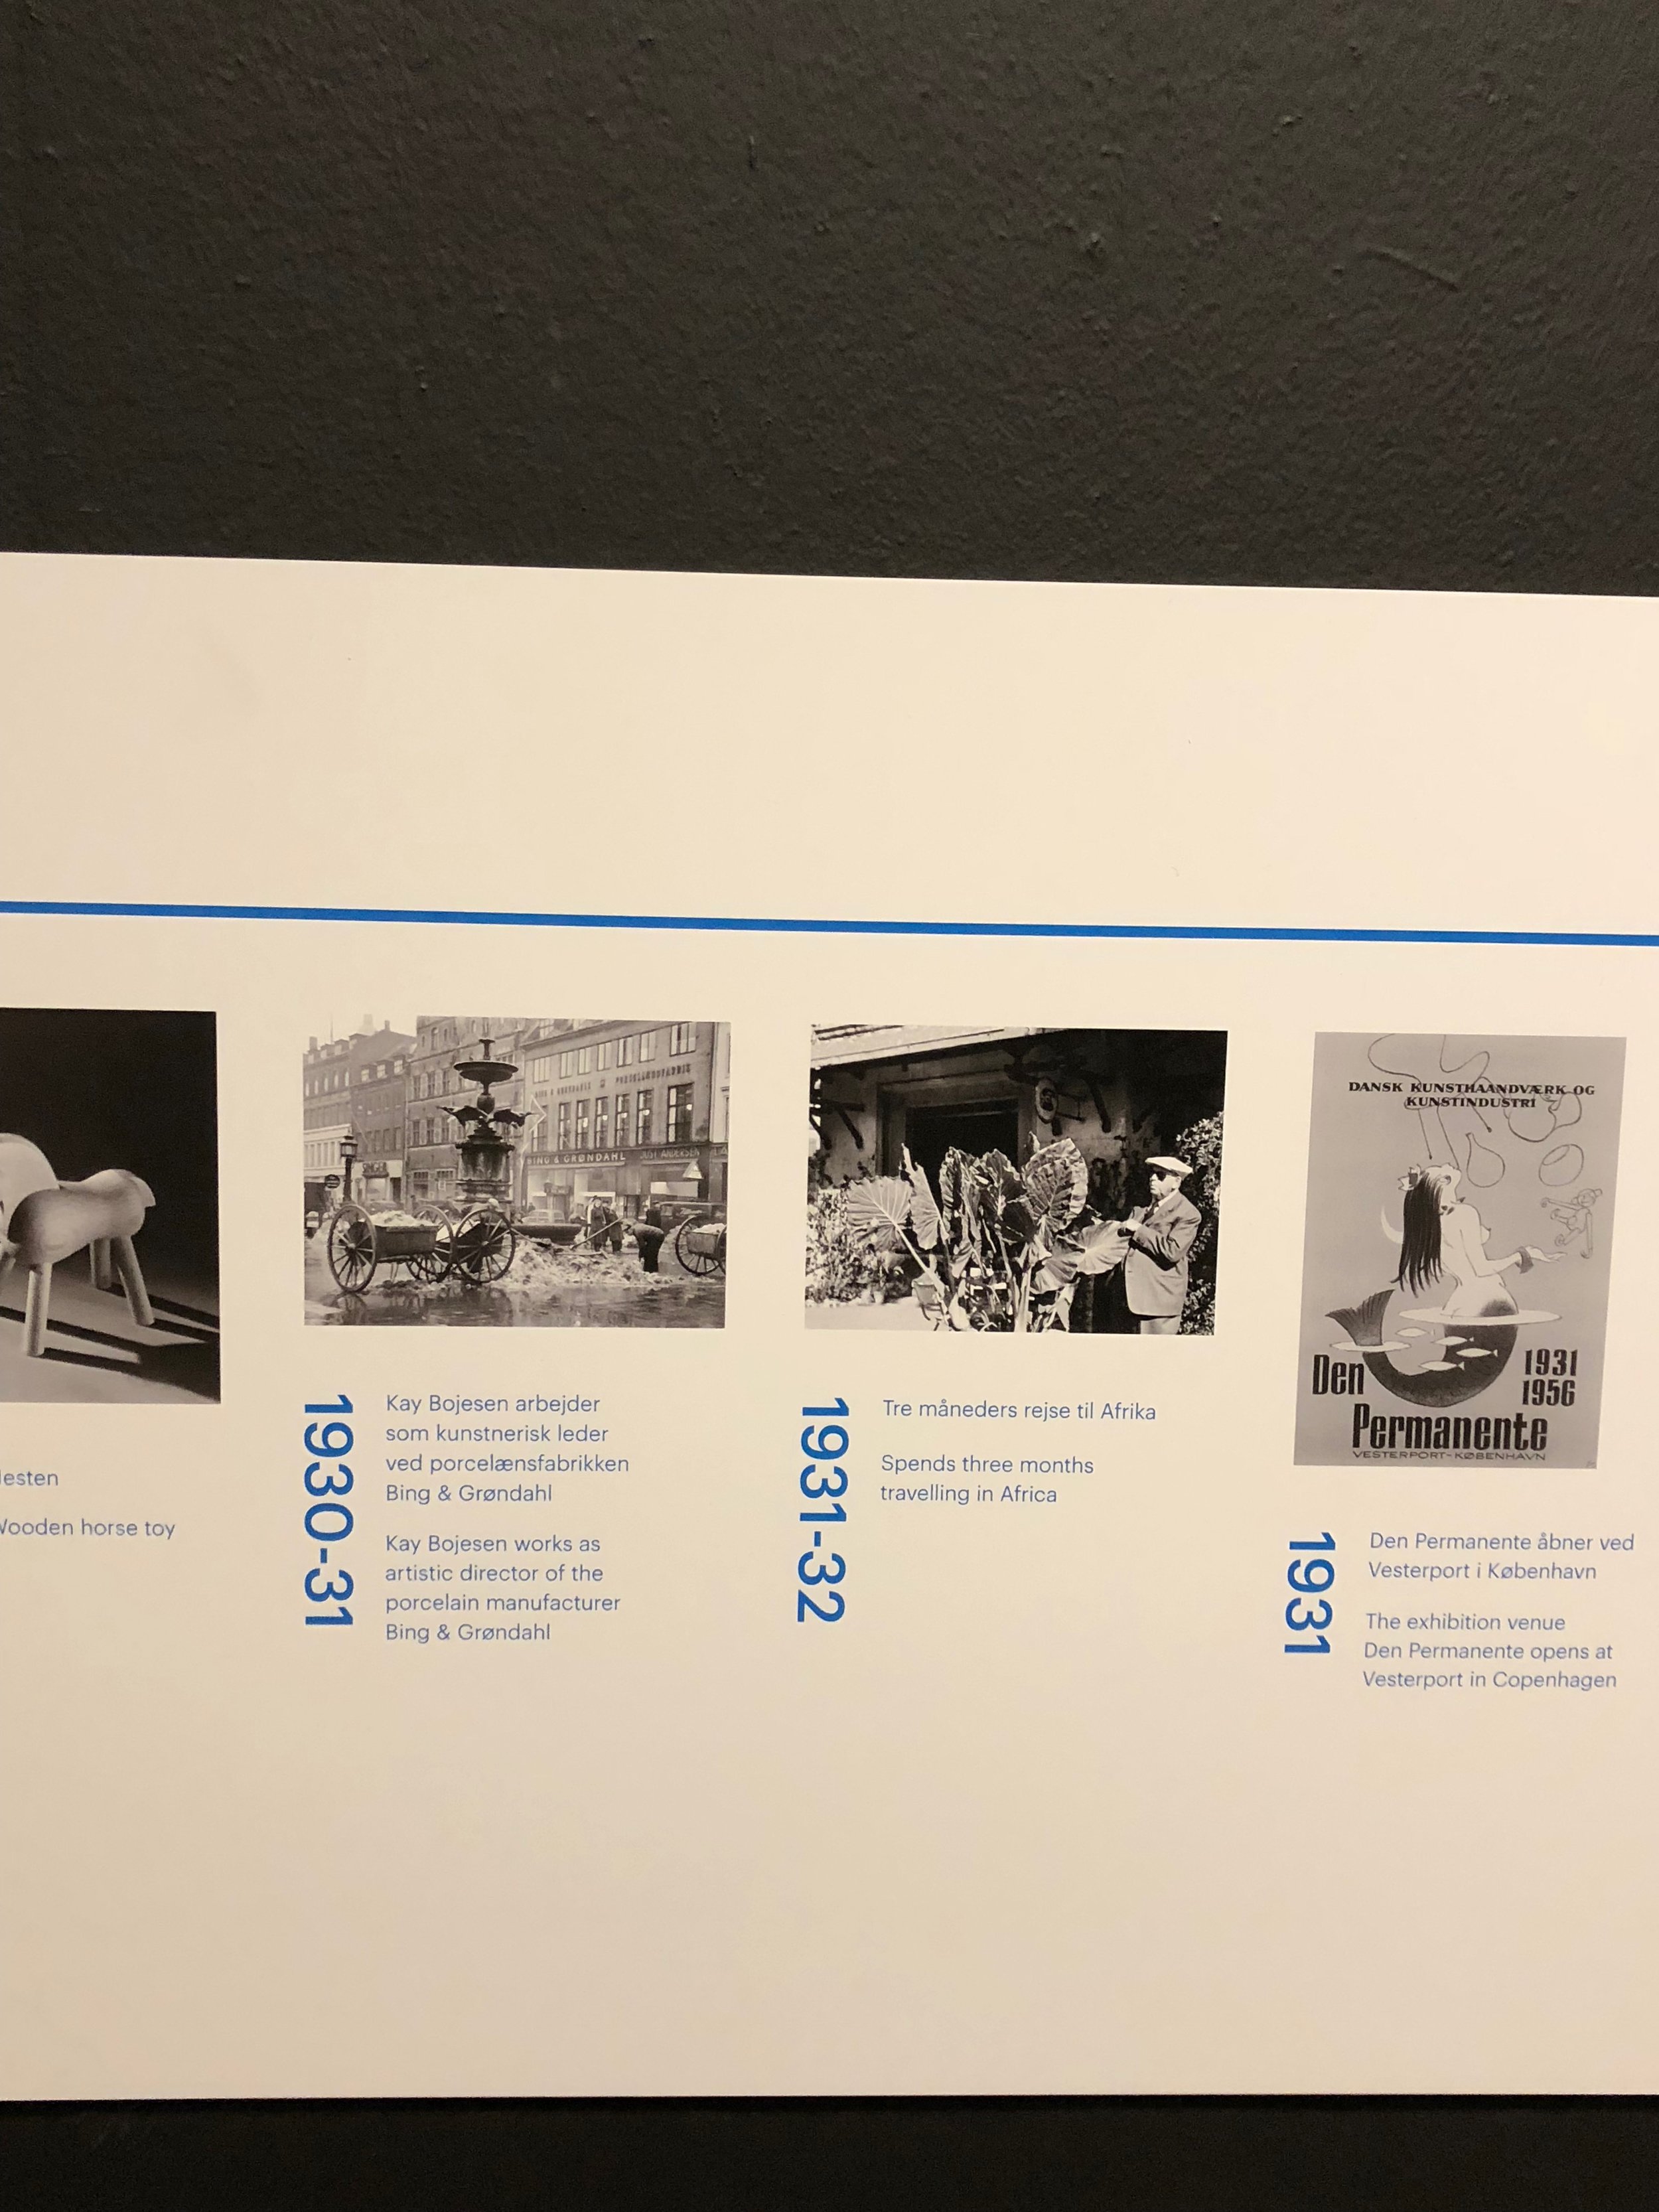 horse toy
BING & GRØNDAHL
DANSK KUNSTHAANDVÆRK OG
KUNSTINDUSTRI
Den
1931
1956
Permanente
VESTERPORT-KØBENHAVN
1930-31
Kay Bojesen arbejder
som kunstnerisk leder
ved porcelænsfabrikken
Bing & Grøndahl
Kay Bojesen works as
artistic director of the
porcelain manufacturer
Bing & Grøndahl
1931-32
Tre måneders rejse til Afrika
Spends three months
travelling in Africa
1931
Den Permanente åbner ved
Vesterport i København
The exhibition venue
Den Permanente opens at
Vesterport in Copenhagen